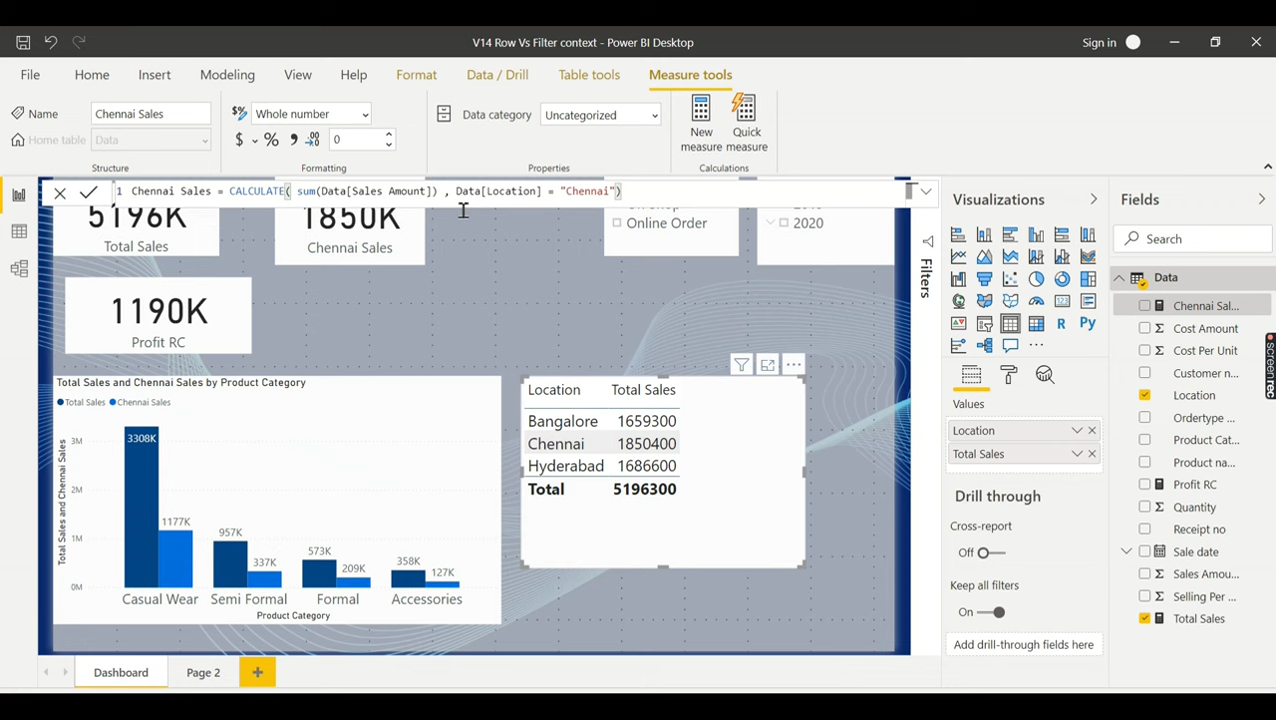 V14 Row Vs Filter context - Power BI Desktop
Sign in
File Home Insert Modeling View Help Format Data / Drill Table tools Measure tools
Name Chennai Sales
Home table Data
Structure
Whole number
$ % 0
Formatting
Data category Uncategorized
Properties
New measure
Quick measure
Calculations
1 Chennai Sales = CALCULATE( sum(Data[Sales Amount]) , Data[Location] = "Chennai")
5196K
Total Sales
1850K
Chennai Sales
Online Order
2020
1190K
Profit RC
Total Sales and Chennai Sales by Product Category
Total Sales Chennai Sales
Total Sales and Chennai Sales
3M
2M
1M
0M
3308K
1177K
957K
337K
573K
209K
358K
127K
Casual Wear Semi Formal Formal Accessories
Product Category
Location Total Sales
Bangalore 1659300
Chennai 1850400
Hyderabad 1686600
Total 5196300
Filters
Visualizations
R Py
Values
Location
Total Sales
Drill through
Cross-report
Off
Keep all filters
On
Add drill-through fields here
Fields
Search
Data
Chennai Sal...
Cost Amount
Cost Per Unit
Customer n...
Location
Ordertype ...
Product Cat...
Product na...
Profit RC
Quantity
Receipt no
Sale date
Sales Amou...
Selling Per ...
Total Sales
screenrec
Dashboard Page 2